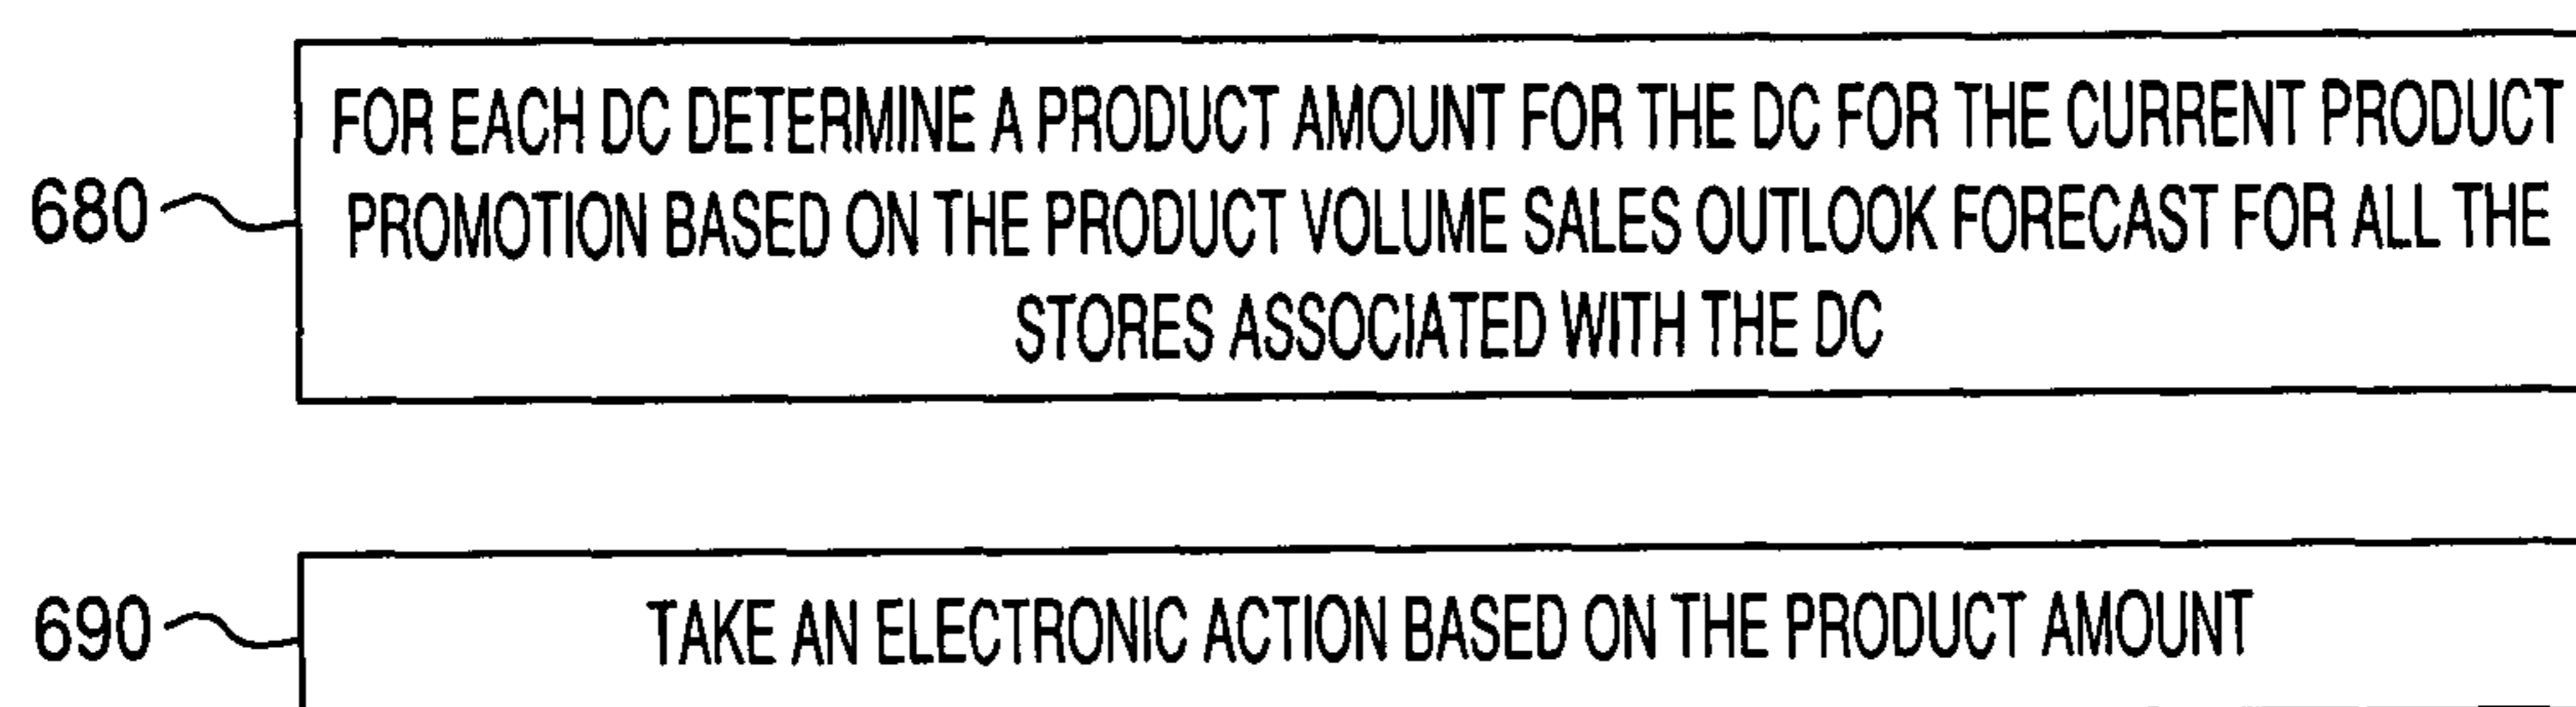 FOR EACH DC DETERMINE A PRODUCT AMOUNT FOR THE DC FOR THE CURRENT PRODUCT
680 PROMOTION BASED ON THE PRODUCT VOLUME SALES OUTLOOK FORECAST FOR ALL THE
STORES ASSOCIATED WITH THE DC
690 TAKE AN ELECTRONIC ACTION BASED ON THE PRODUCT AMOUNT